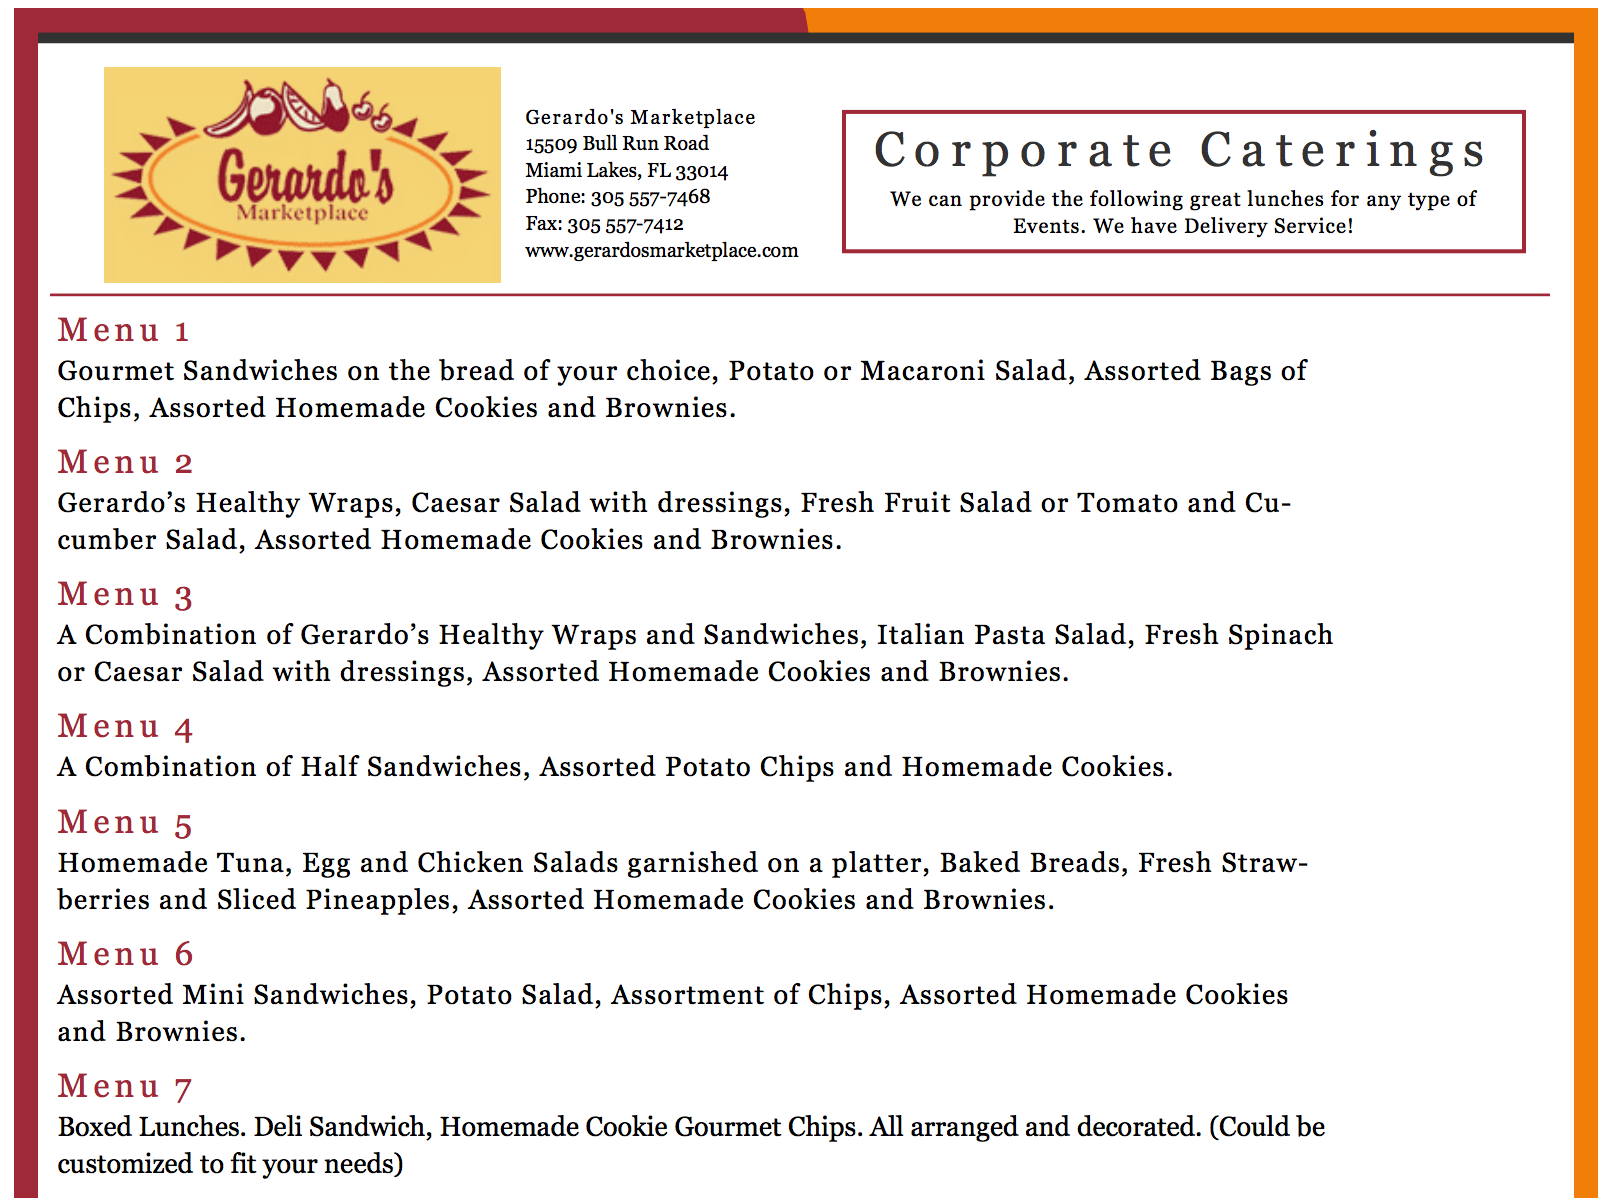 Gerardo's
Marketplace
Gerardo's Marketplace
15509 Bull Run Road
Miami Lakes, FL 33014
Phone: 305 557-7468
Fax: 305 557-7412
www.gerardosmarketplace.com
Corporate Caterings
We can provide the following great lunches for any type of
Events. We have Delivery Service!
Menu 1
Gourmet Sandwiches on the bread of your choice, Potato or Macaroni Salad, Assorted Bags of
Chips, Assorted Homemade Cookies and Brownies.
Menu 2
Gerardo’s Healthy Wraps, Caesar Salad with dressings, Fresh Fruit Salad or Tomato and Cu-
cumber Salad, Assorted Homemade Cookies and Brownies.
Menu 3
A Combination of Gerardo’s Healthy Wraps and Sandwiches, Italian Pasta Salad, Fresh Spinach
or Caesar Salad with dressings, Assorted Homemade Cookies and Brownies.
Menu 4
A Combination of Half Sandwiches, Assorted Potato Chips and Homemade Cookies.
Menu 5
Homemade Tuna, Egg and Chicken Salads garnished on a platter, Baked Breads, Fresh Straw-
berries and Sliced Pineapples, Assorted Homemade Cookies and Brownies.
Menu 6
Assorted Mini Sandwiches, Potato Salad, Assortment of Chips, Assorted Homemade Cookies
and Brownies.
Menu 7
Boxed Lunches. Deli Sandwich, Homemade Cookie Gourmet Chips. All arranged and decorated. (Could be
customized to fit your needs)